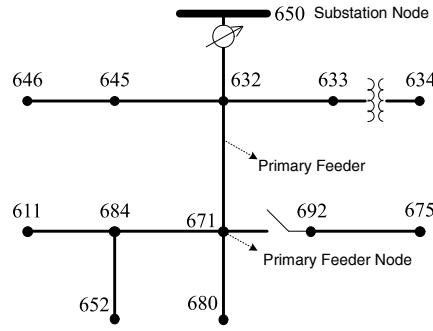 650 Substation Node
646 645 632 633 634
Primary Feeder
611 684 671 692 675
Primary Feeder Node
652 680